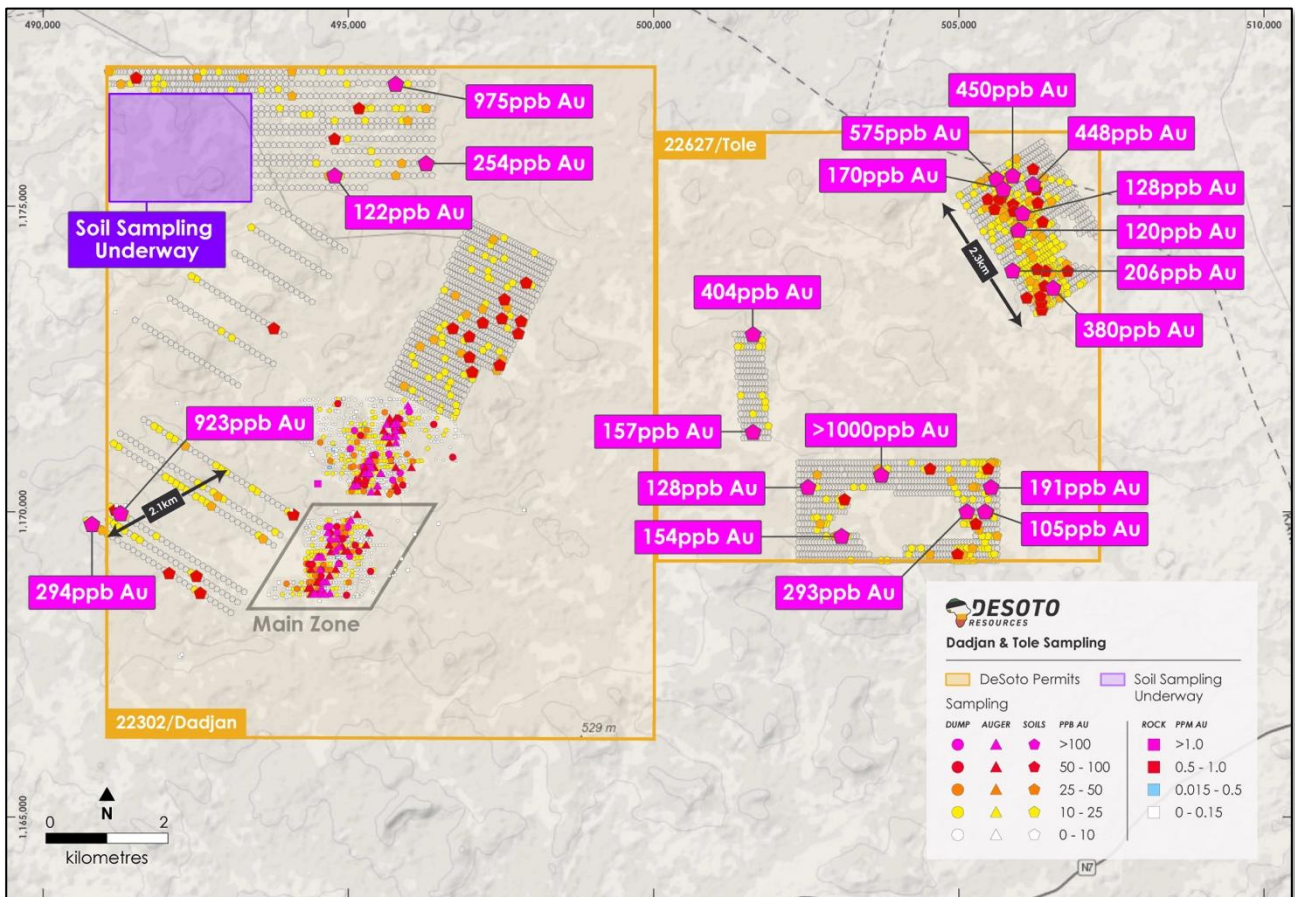 490,000
495,000
500,000
505,000
510,000
1,175,000
1,170,000
1,165,000
975ppb Au
254ppb Au
122ppb Au
Soil Sampling
Underway
22627/Tole
450ppb Au
575ppb Au
448ppb Au
170ppb Au
128ppb Au
120ppb Au
206ppb Au
380ppb Au
2.3km
404ppb Au
157ppb Au
>1000ppb Au
128ppb Au
191ppb Au
154ppb Au
105ppb Au
293ppb Au
923ppb Au
2.1km
294ppb Au
Main Zone
22302/Dadjan
529 m
N
0 2
kilometres
DESOTO
RESOURCES
Dadjan & Tole Sampling
DeSoto Permits
Soil Sampling
Underway
Sampling
DUMP AUGER SOILS PPB AU ROCK PPM AU
>100 >1.0
50 - 100 0.5 - 1.0
25 - 50 0.015 - 0.5
10 - 25 0 - 0.15
0 - 10
N7